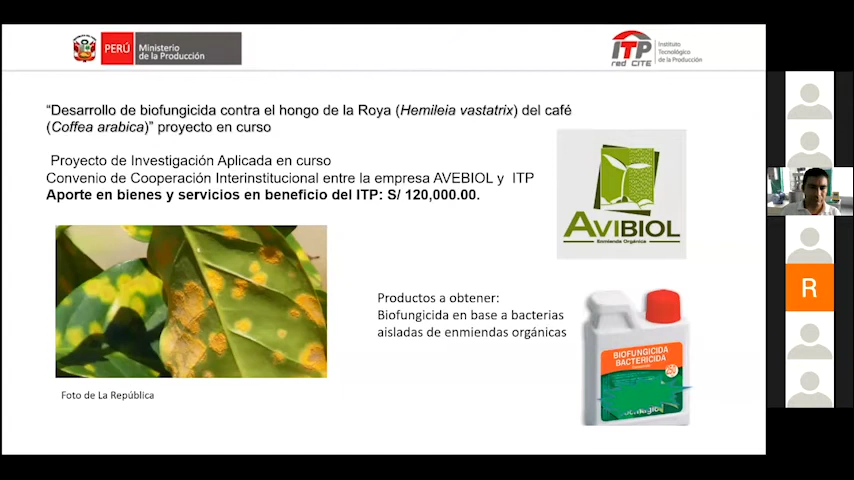 PERÚ
Ministerio
de la Producción
ITP
red CITE
Instituto
Tecnológico
de la Producción
“Desarrollo de biofungicida contra el hongo de la Roya (Hemileia vastatrix) del café
(Coffea arabica)” proyecto en curso
Proyecto de Investigación Aplicada en curso
Convenio de Cooperación Interinstitucional entre la empresa AVEBIOL y ITP
Aporte en bienes y servicios en beneficio del ITP: S/ 120,000.00.
AVIBIOL
Enmienda Orgánica
Productos a obtener:
Biofungicida en base a bacterias
aisladas de enmiendas orgánicas
BIOFUNGICIDA
BACTERICIDA
Foto de La República
R